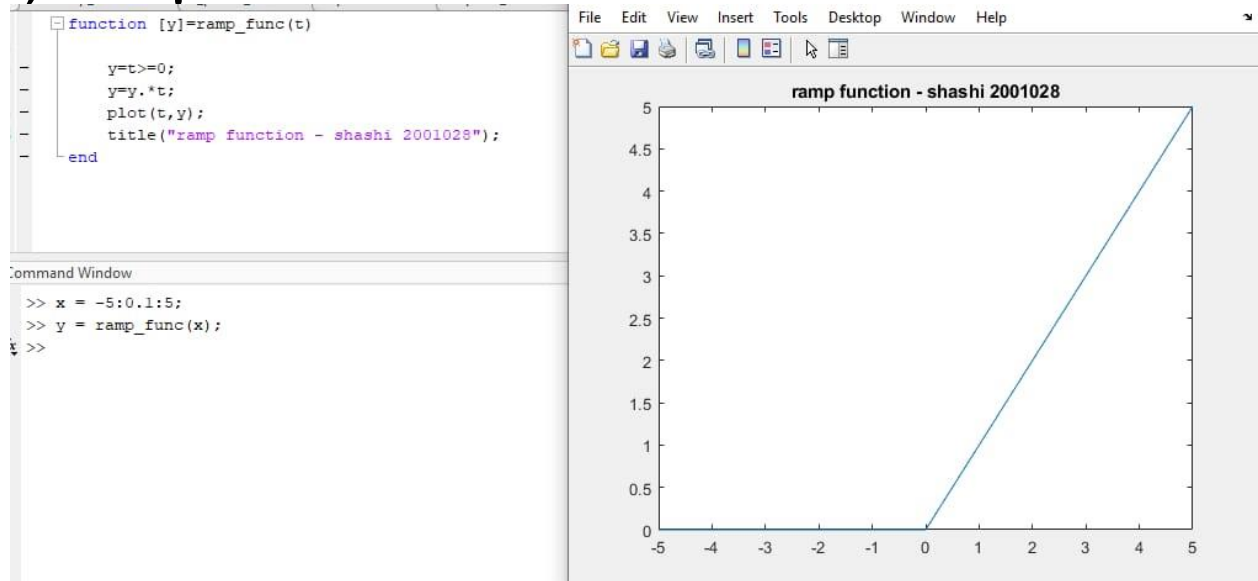 function [y]=ramp_func(t)
y=t>=0;
y=y.*t;
plot(t,y);
title("ramp function - shashi 2001028");
end
Command Window
>> x = -5:0.1:5;
>> y = ramp_func(x);
>>
File Edit View Insert Tools Desktop Window Help
ramp function - shashi 2001028
5
4.5
4
3.5
3
2.5
2
1.5
1
0.5
0
-5 -4 -3 -2 -1 0 1 2 3 4 5